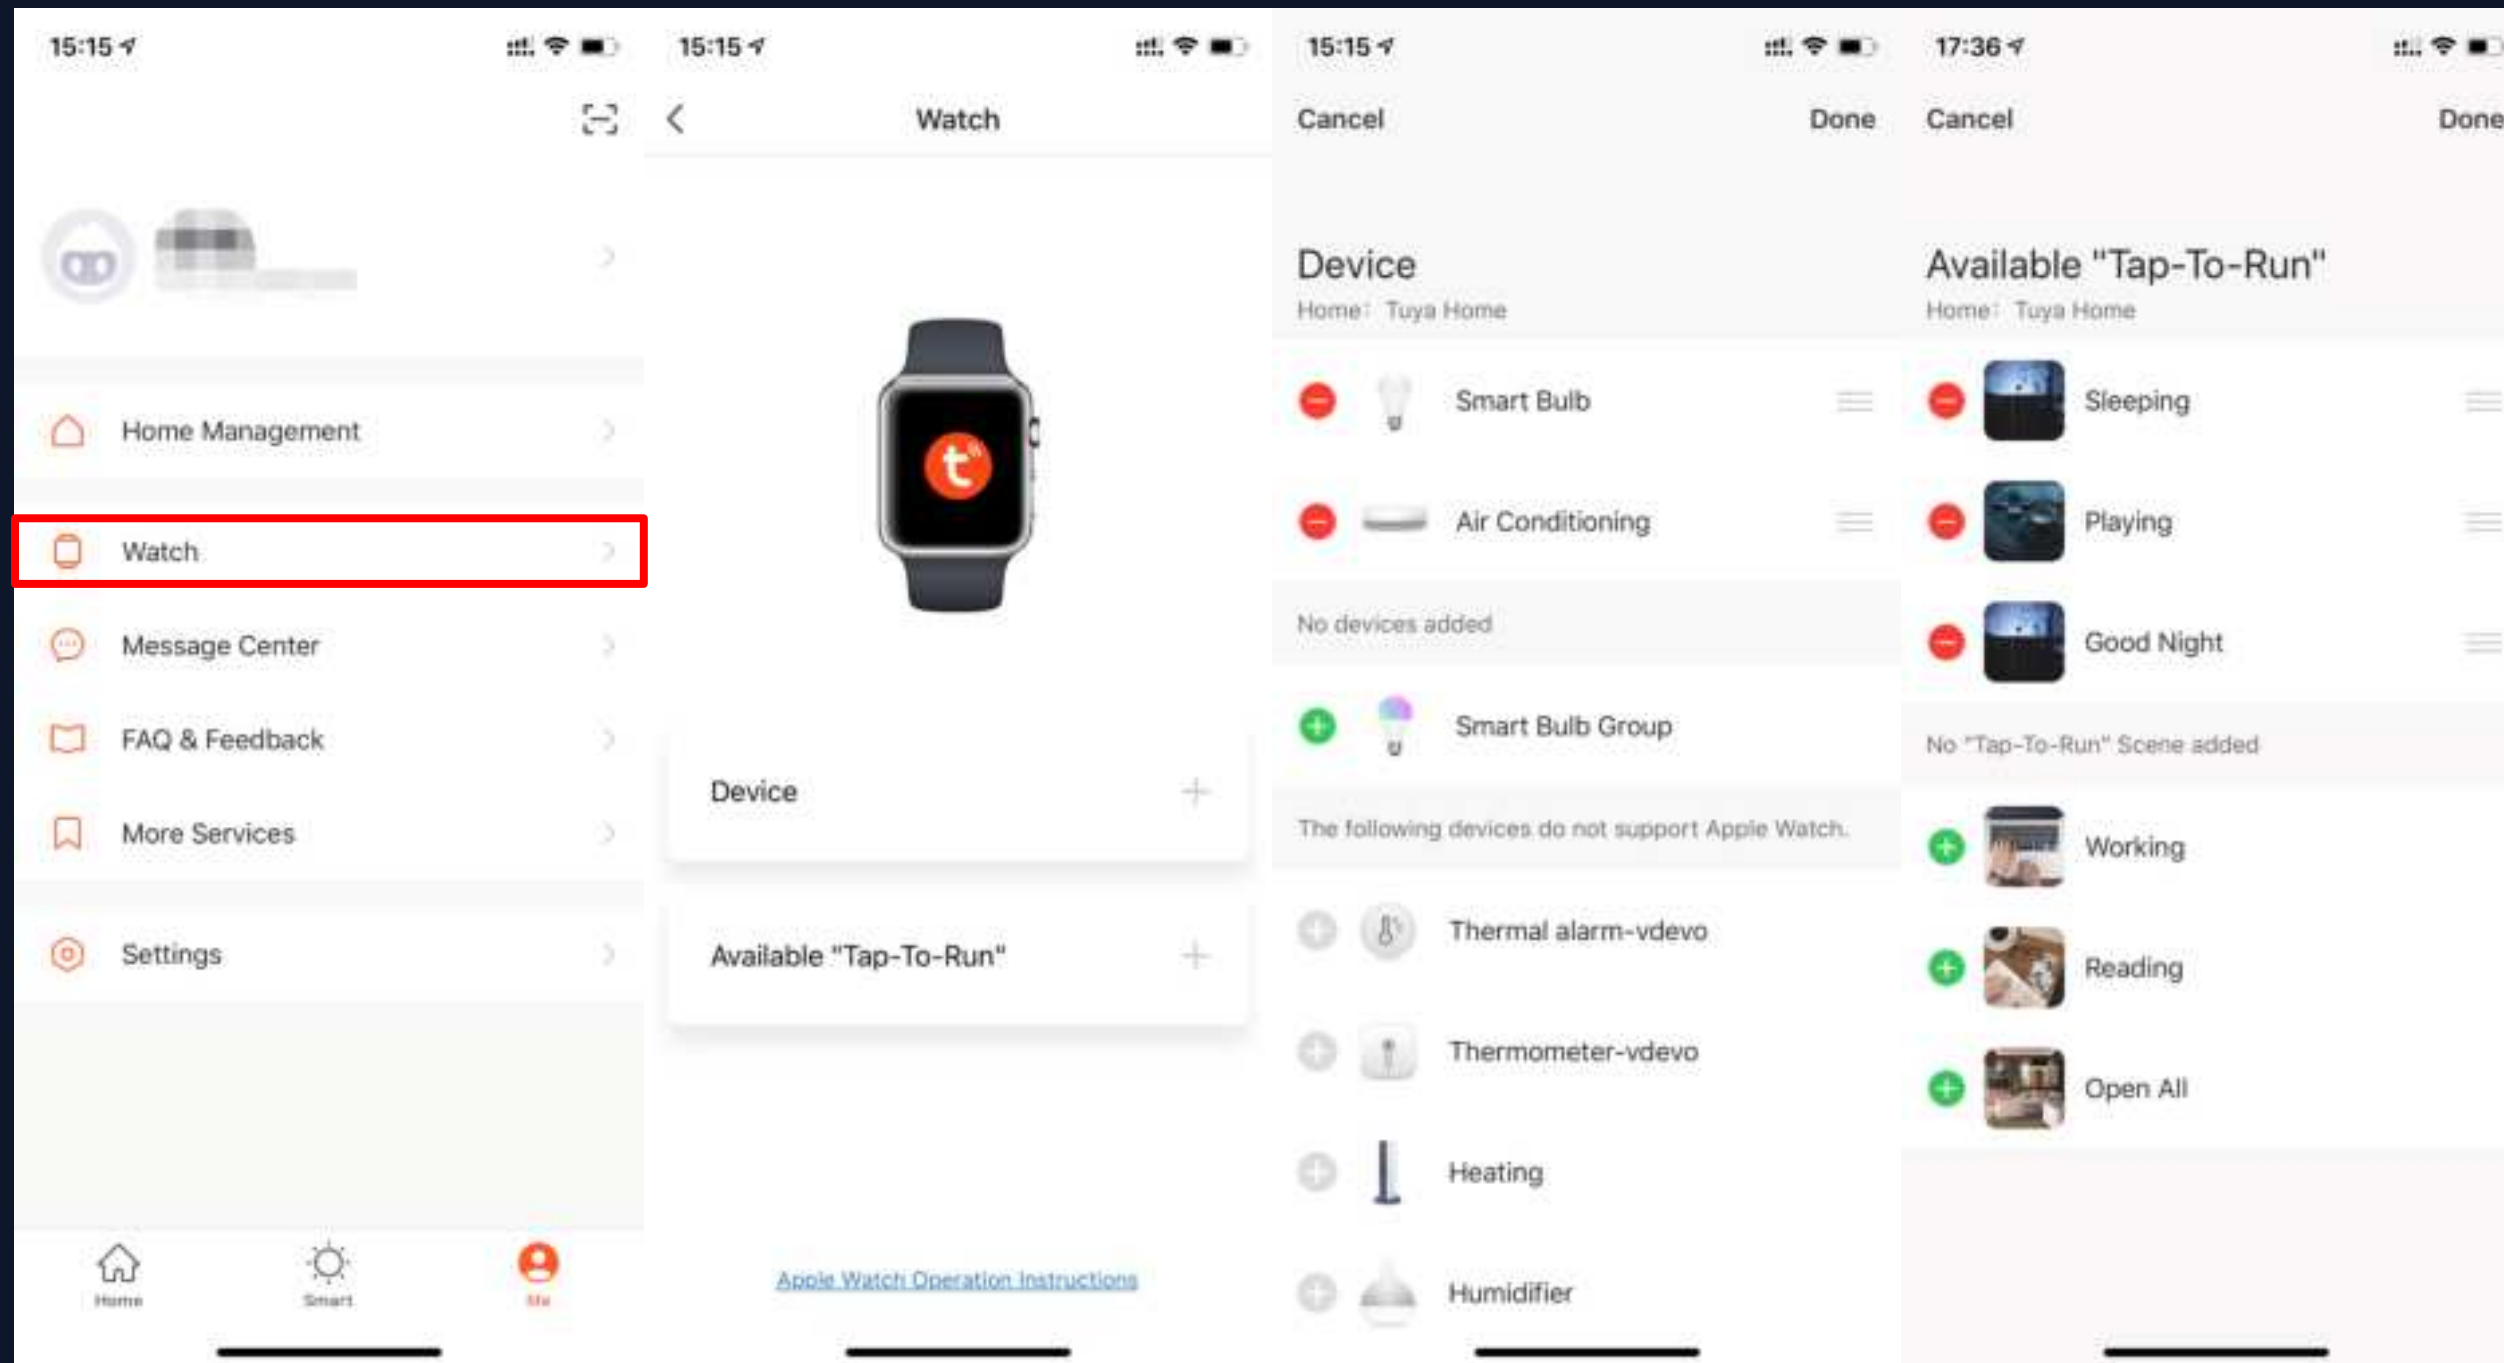 15:15
Home Management
Watch
Message Center
FAQ & Feedback
More Services
Settings
Home
Smart
Me
15:15
Watch
t
Device
Available "Tap-To-Run"
Apple Watch Operation Instructions
15:15
Cancel
Done
Device
Home: Tuya Home
Smart Bulb
Air Conditioning
No devices added
Smart Bulb Group
The following devices do not support Apple Watch.
Thermal alarm-vdevo
Thermometer-vdevo
Heating
Humidifier
17:36
Cancel
Done
Available "Tap-To-Run"
Home: Tuya Home
Sleeping
Playing
Good Night
No "Tap-To-Run" Scene added
Working
Reading
Open All